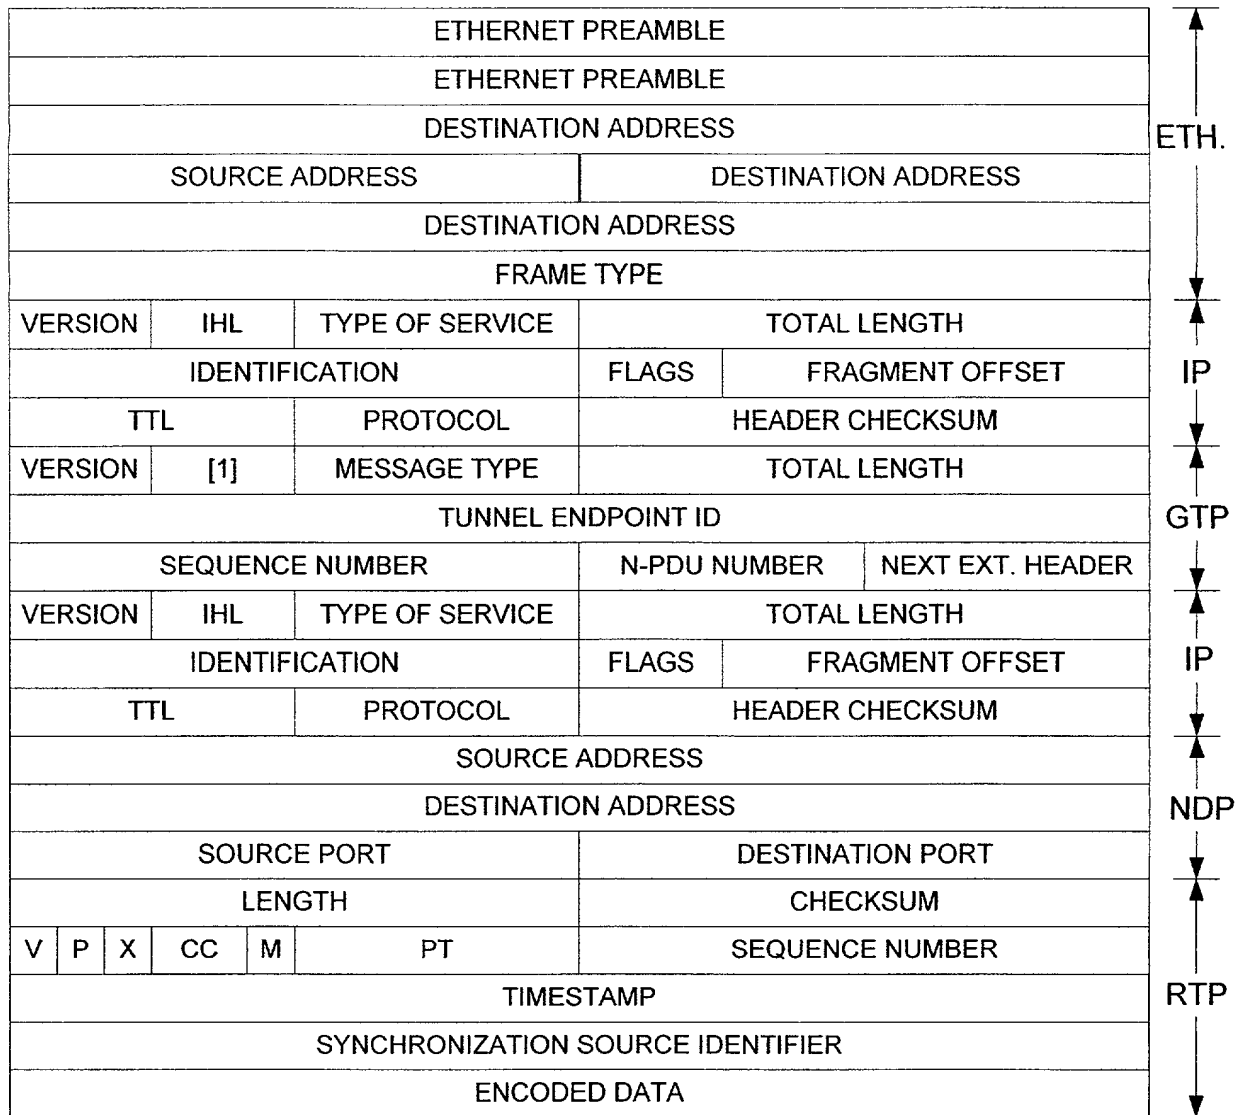 ETHERNET PREAMBLE
ETHERNET PREAMBLE
DESTINATION ADDRESS
ETH.
SOURCE ADDRESS DESTINATION ADDRESS
DESTINATION ADDRESS
FRAME TYPE
VERSION IHL TYPE OF SERVICE TOTAL LENGTH
IDENTIFICATION FLAGS FRAGMENT OFFSET IP
TTL PROTOCOL HEADER CHECKSUM
VERSION [1] MESSAGE TYPE TOTAL LENGTH
TUNNEL ENDPOINT ID GTP
SEQUENCE NUMBER N-PDU NUMBER NEXT EXT. HEADER
VERSION IHL TYPE OF SERVICE TOTAL LENGTH
IDENTIFICATION FLAGS FRAGMENT OFFSET IP
TTL PROTOCOL HEADER CHECKSUM
SOURCE ADDRESS
DESTINATION ADDRESS NDP
SOURCE PORT DESTINATION PORT
LENGTH CHECKSUM
V P X CC M PT SEQUENCE NUMBER
TIMESTAMP RTP
SYNCHRONIZATION SOURCE IDENTIFIER
ENCODED DATA